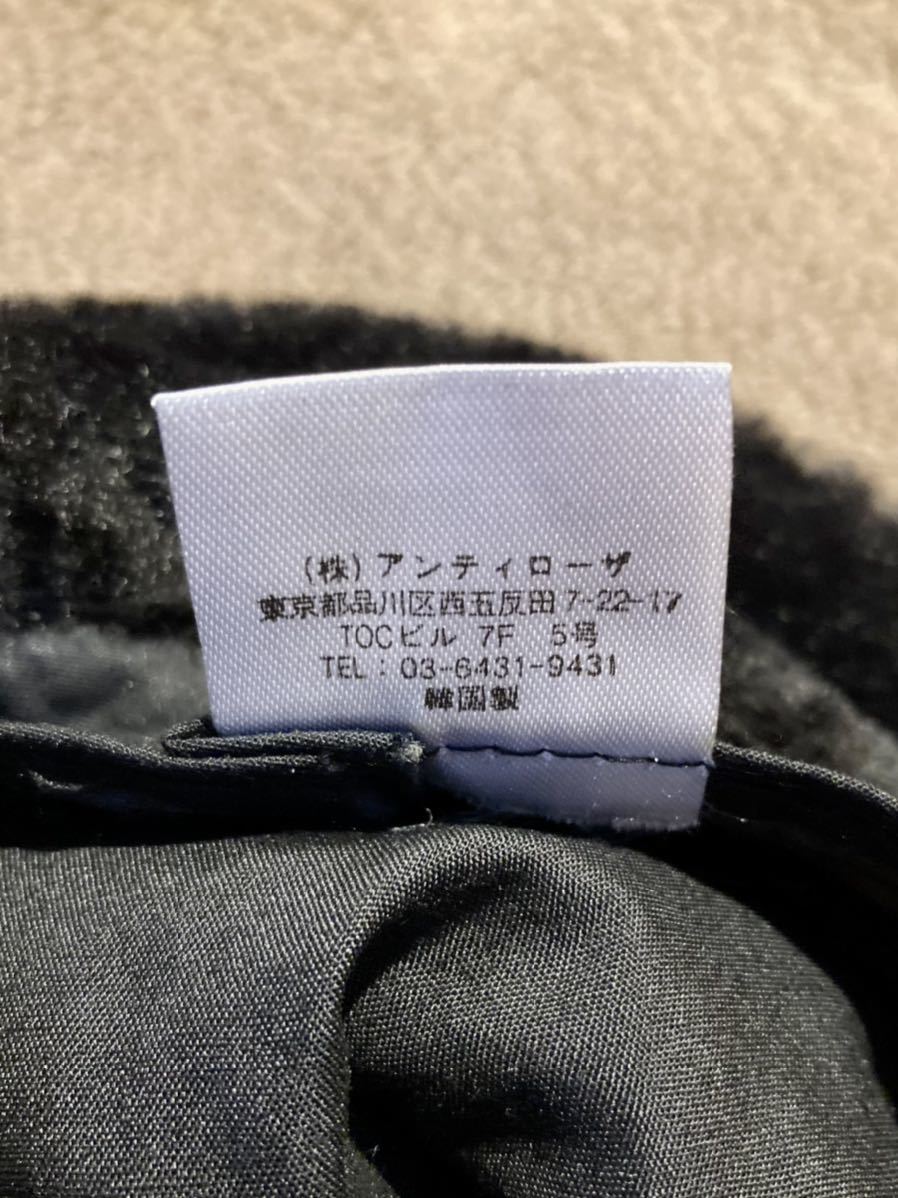 (株)アンティローザ
東京都品川区西五反田7-22-17
TOCビル 7F 5号
TEL:03-6431-9431
韓国製